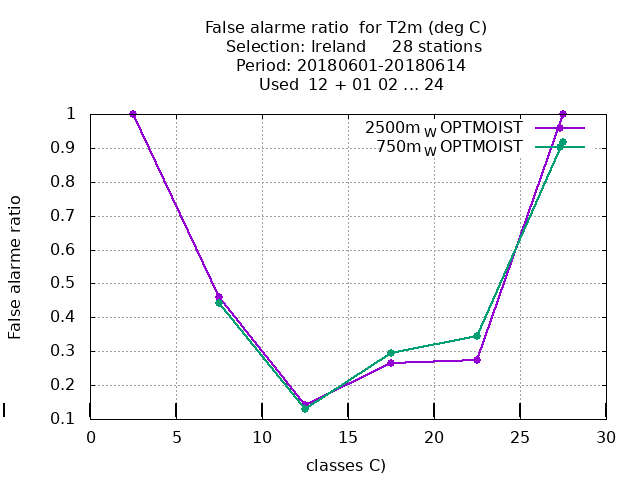 False alarme ratio  for T2m (deg C)
Selection: Ireland     28 stations
Period: 20180601-20180614
Used  12 + 01 02 ... 24
1
0.9
0.8
0.7
0.6
0.5
0.4
0.3
0.2
0.1
False alarme ratio
2500m_W OPTMOIST
750m_W OPTMOIST
0 5 10 15 20 25 30
classes C)